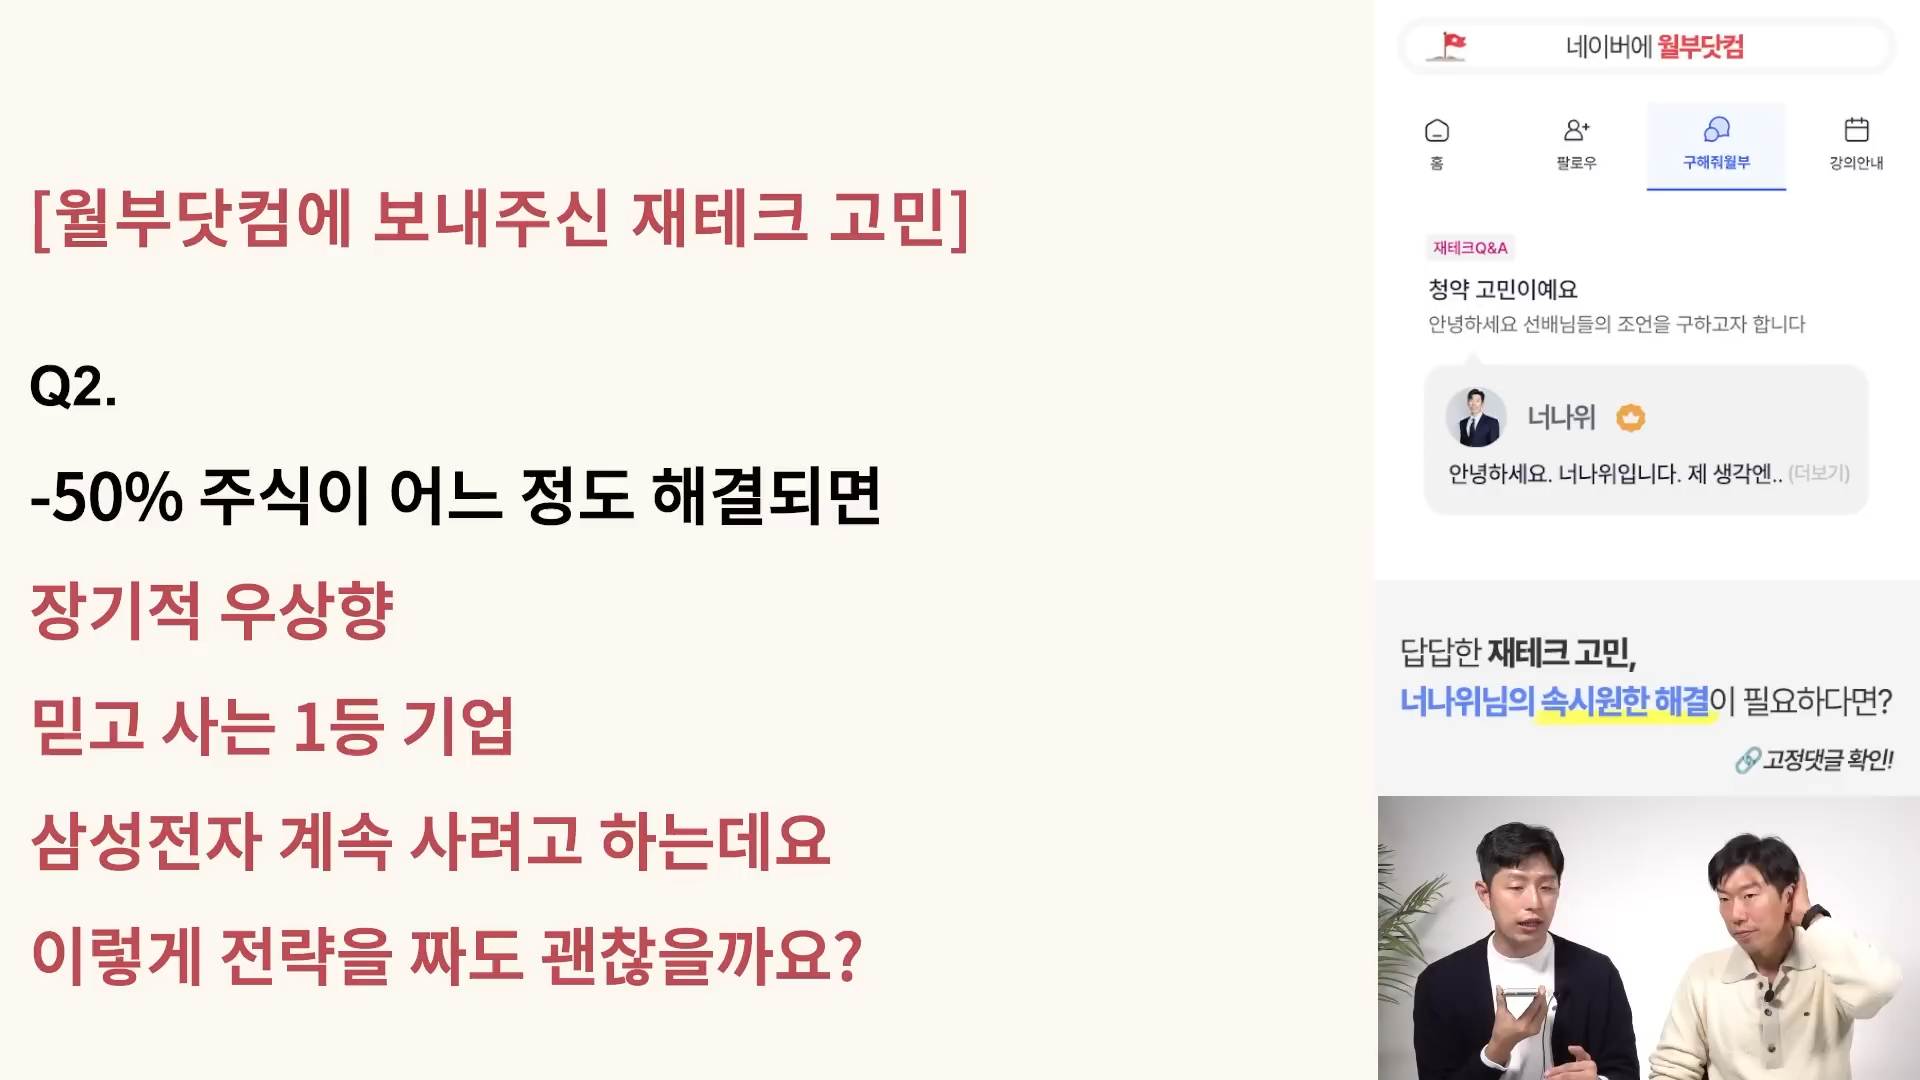 [월부닷컴에 보내주신 재테크 고민]
Q2.
-50% 주식이 어느 정도 해결되면
장기적 우상향
믿고 사는 1등 기업
삼성전자 계속 사려고 하는데요
이렇게 전략을 짜도 괜찮을까요?
네이버에 월부닷컴
홈
팔로우
구해줘월부
강의안내
재테크Q&A
청약 고민이예요
안녕하세요 선배님들의 조언을 구하고자 합니다
너나위
안녕하세요. 너나위입니다. 제 생각엔.. (더보기)
답답한 재테크 고민,
너나위님의 속시원한 해결이 필요하다면?
고정댓글 확인!